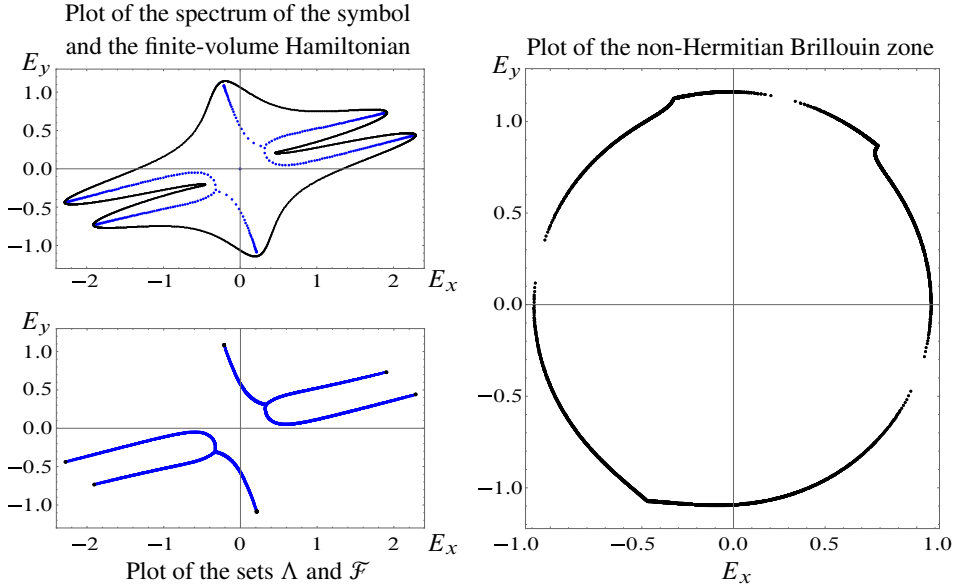 Plot of the spectrum of the symbol
and the finite-volume Hamiltonian
E_y
1.0
0.5
0.0
−0.5
−1.0
−2 −1 0 1 2 E_x
E_y
1.0
0.5
0.0
−0.5
−1.0
−2 −1 0 1 2 E_x
Plot of the sets Λ and ℱ
Plot of the non-Hermitian Brillouin zone
E_y
1.0
0.5
0.0
−0.5
−1.0
−1.0 −0.5 0.0 0.5 1.0
E_x